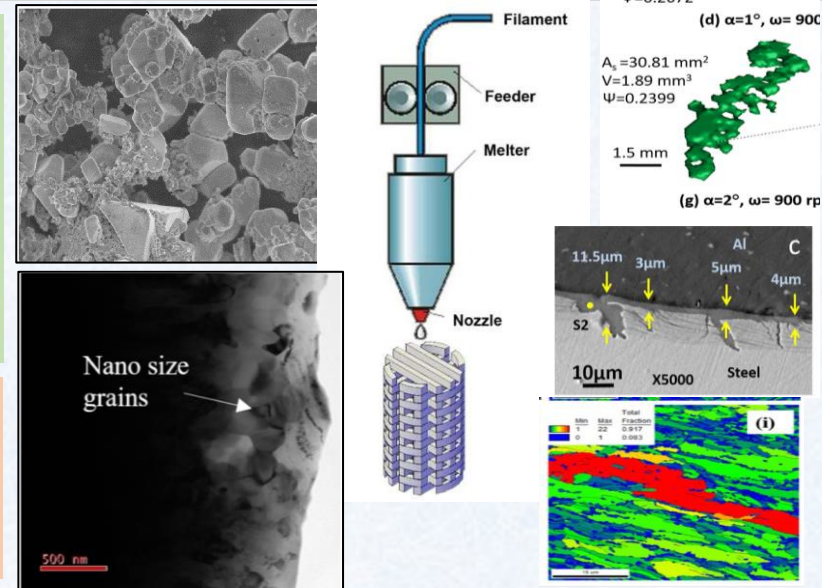 Filament
Feeder
Melter
Nozzle
Nano size
grains
500 nm
(d) α=1°, ω= 900
Aₛ =30.81 mm²
V=1.89 mm³
Ψ=0.2399
1.5 mm
(g) α=2°, ω= 900 rp
Al
C
11.5µm
3µm
5µm
4µm
S2
10µm
X5000
Steel
Total
Min Max Fraction
1 22 0.917
0 1 0.083
(i)